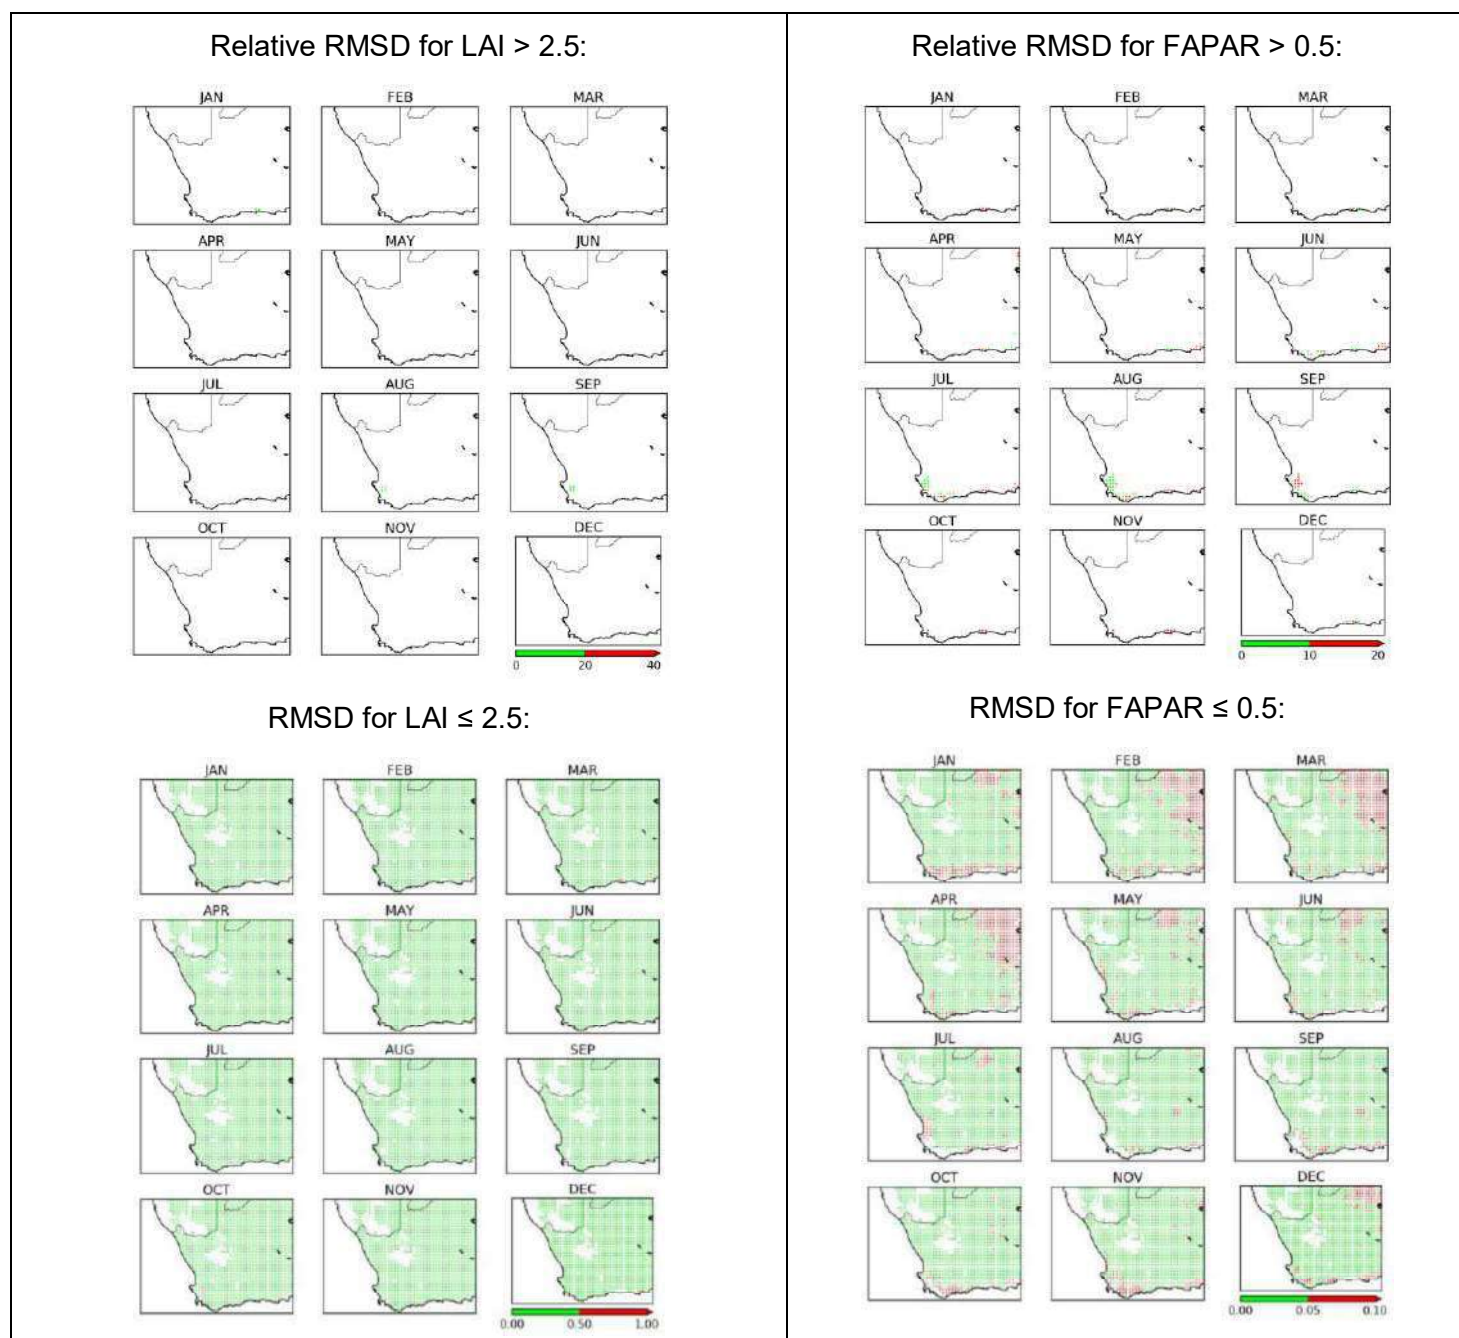 Relative RMSD for LAI > 2.5:
JAN FEB MAR
APR MAY JUN
JUL AUG SEP
OCT NOV DEC
0 20 40
RMSD for LAI ≤ 2.5:
JAN FEB MAR
APR MAY JUN
JUL AUG SEP
OCT NOV DEC
0.00 0.50 1.00
Relative RMSD for FAPAR > 0.5:
JAN FEB MAR
APR MAY JUN
JUL AUG SEP
OCT NOV DEC
0 10 20
RMSD for FAPAR ≤ 0.5:
JAN FEB MAR
APR MAY JUN
JUL AUG SEP
OCT NOV DEC
0.00 0.05 0.10